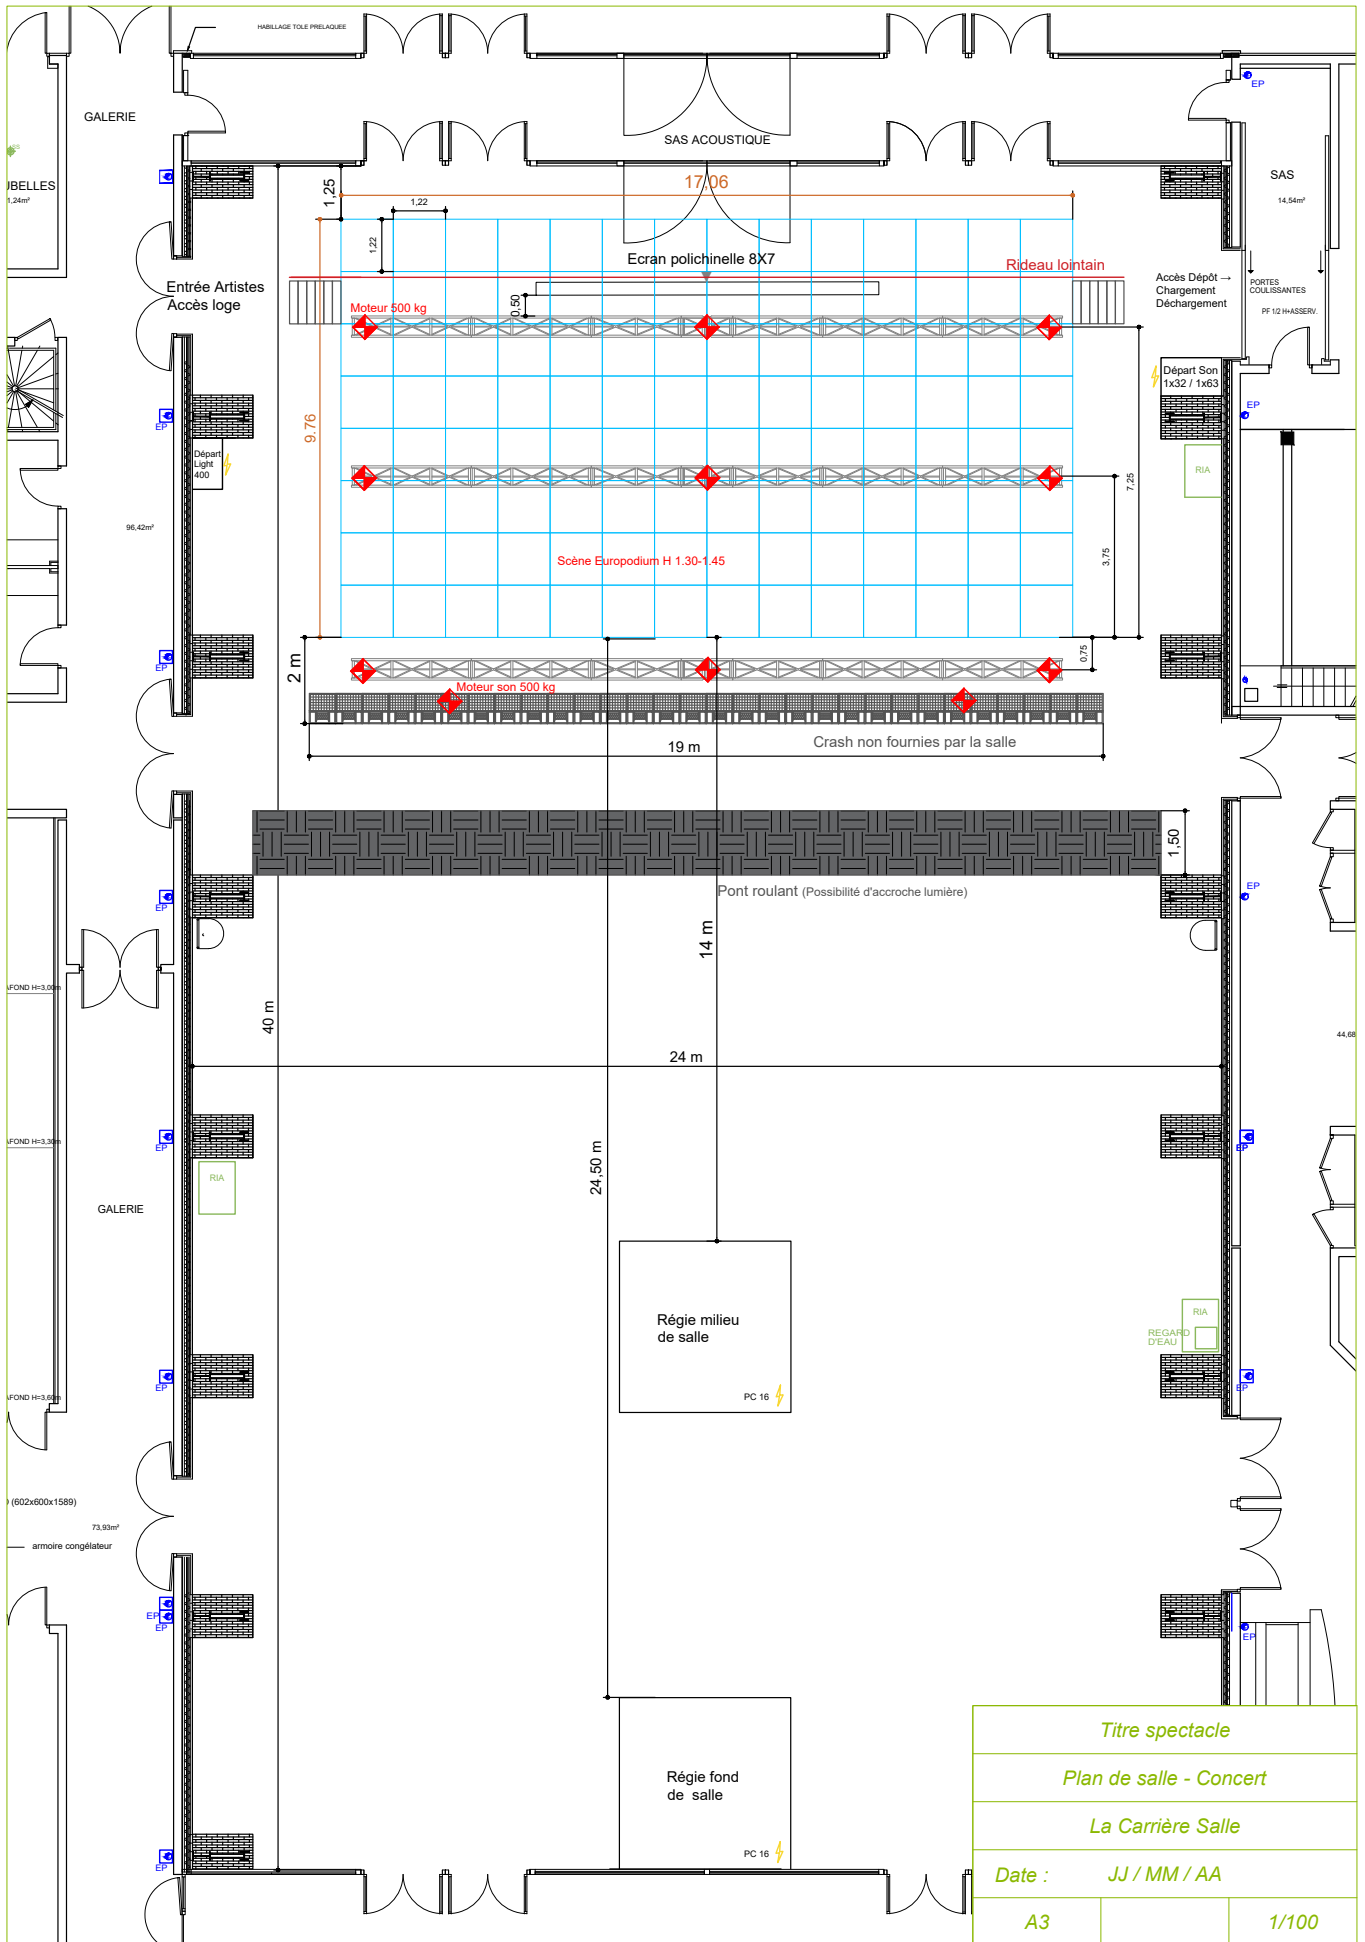 HABILLAGE TOLE PRELAQUEE
EP
GALERIE
SAS ACOUSTIQUE
SAS
14,54m²
1,25
17,06
1,22
1,22
Ecran polichinelle 8X7
Rideau lointain
Entrée Artistes
Accès loge
Accès Dépôt →
Chargement
Déchargement
PORTES
COULISSANTES
PF 1/2 H+ASSERV.
Moteur 500 kg
0,50
Départ Son
1x32 / 1x63
EP
EP
9.76
Départ
Light
400
RIA
7,25
96,42m²
3,75
Scène Europodium H 1.30-1.45
EP
2 m
0,75
Moteur son 500 kg
19 m
Crash non fournies par la salle
1,50
Pont roulant (Possibilité d'accroche lumière)
EP
EP
14 m
40 m
24 m
EP
EP
24,50 m
RIA
GALERIE
Régie milieu
de salle
RIA
REGARD
D'EAU
PC 16
EP
EP
(602x600x1589)
73,93m²
armoire congélateur
EP
EP
EP
Régie fond
de salle
PC 16
EP
Titre spectacle
Plan de salle - Concert
La Carrière Salle
Date : JJ / MM / AA
A3 1/100